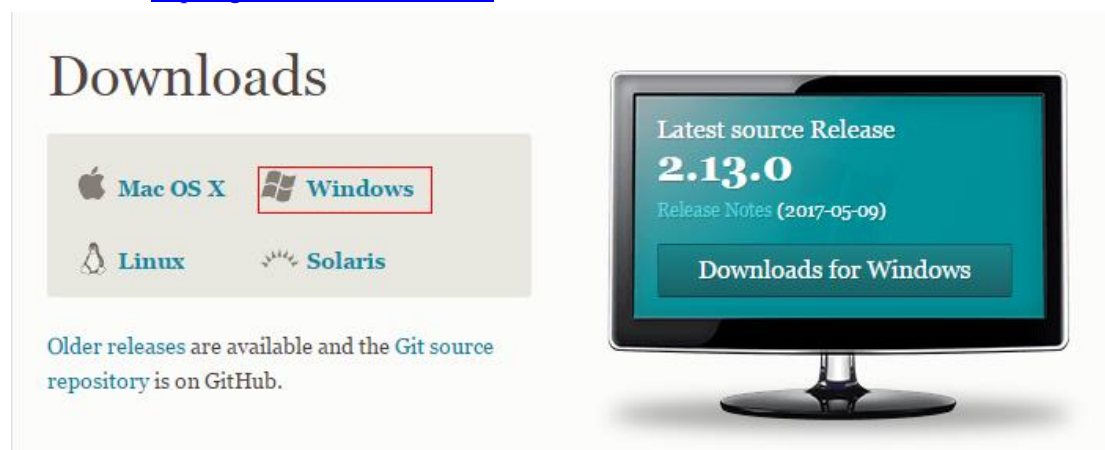 Downloads
Mac OS X
Windows
Linux
Solaris
Older releases are available and the Git source
repository is on GitHub.
Latest source Release
2.13.0
Release Notes (2017-05-09)
Downloads for Windows